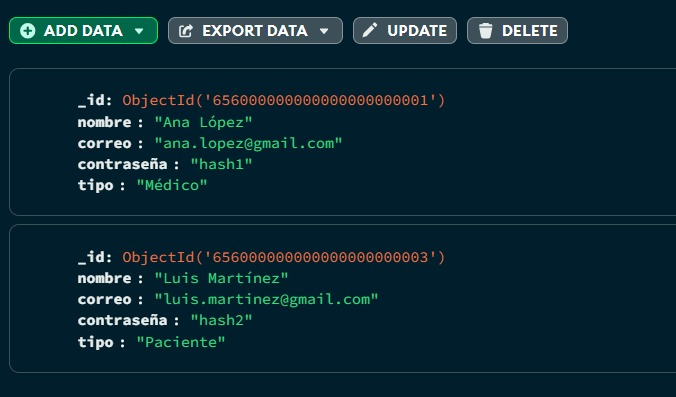 ADD DATA EXPORT DATA UPDATE DELETE
_id: ObjectId('656000000000000000000001')
nombre : "Ana López"
correo : "ana.lopez@gmail.com"
contraseña : "hash1"
tipo : "Médico"
_id: ObjectId('656000000000000000000003')
nombre : "Luis Martínez"
correo : "luis.martinez@gmail.com"
contraseña : "hash2"
tipo : "Paciente"